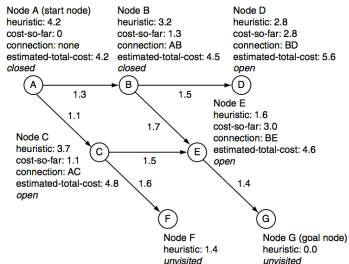 Node A (start node)
heuristic: 4.2
cost-so-far: 0
connection: none
estimated-total-cost: 4.2
closed
Node B
heuristic: 3.2
cost-so-far: 1.3
connection: AB
estimated-total-cost: 4.5
closed
Node D
heuristic: 2.8
cost-so-far: 2.8
connection: BD
estimated-total-cost: 5.6
open
A
1.3
B
1.5
D
1.1
1.7
Node E
heuristic: 1.6
cost-so-far: 3.0
connection: BE
estimated-total-cost: 4.6
open
Node C
heuristic: 3.7
cost-so-far: 1.1
connection: AC
estimated-total-cost: 4.8
open
C
1.5
E
1.6
1.4
F
G
Node F
heuristic: 1.4
unvisited
Node G (goal node)
heuristic: 0.0
unvisited